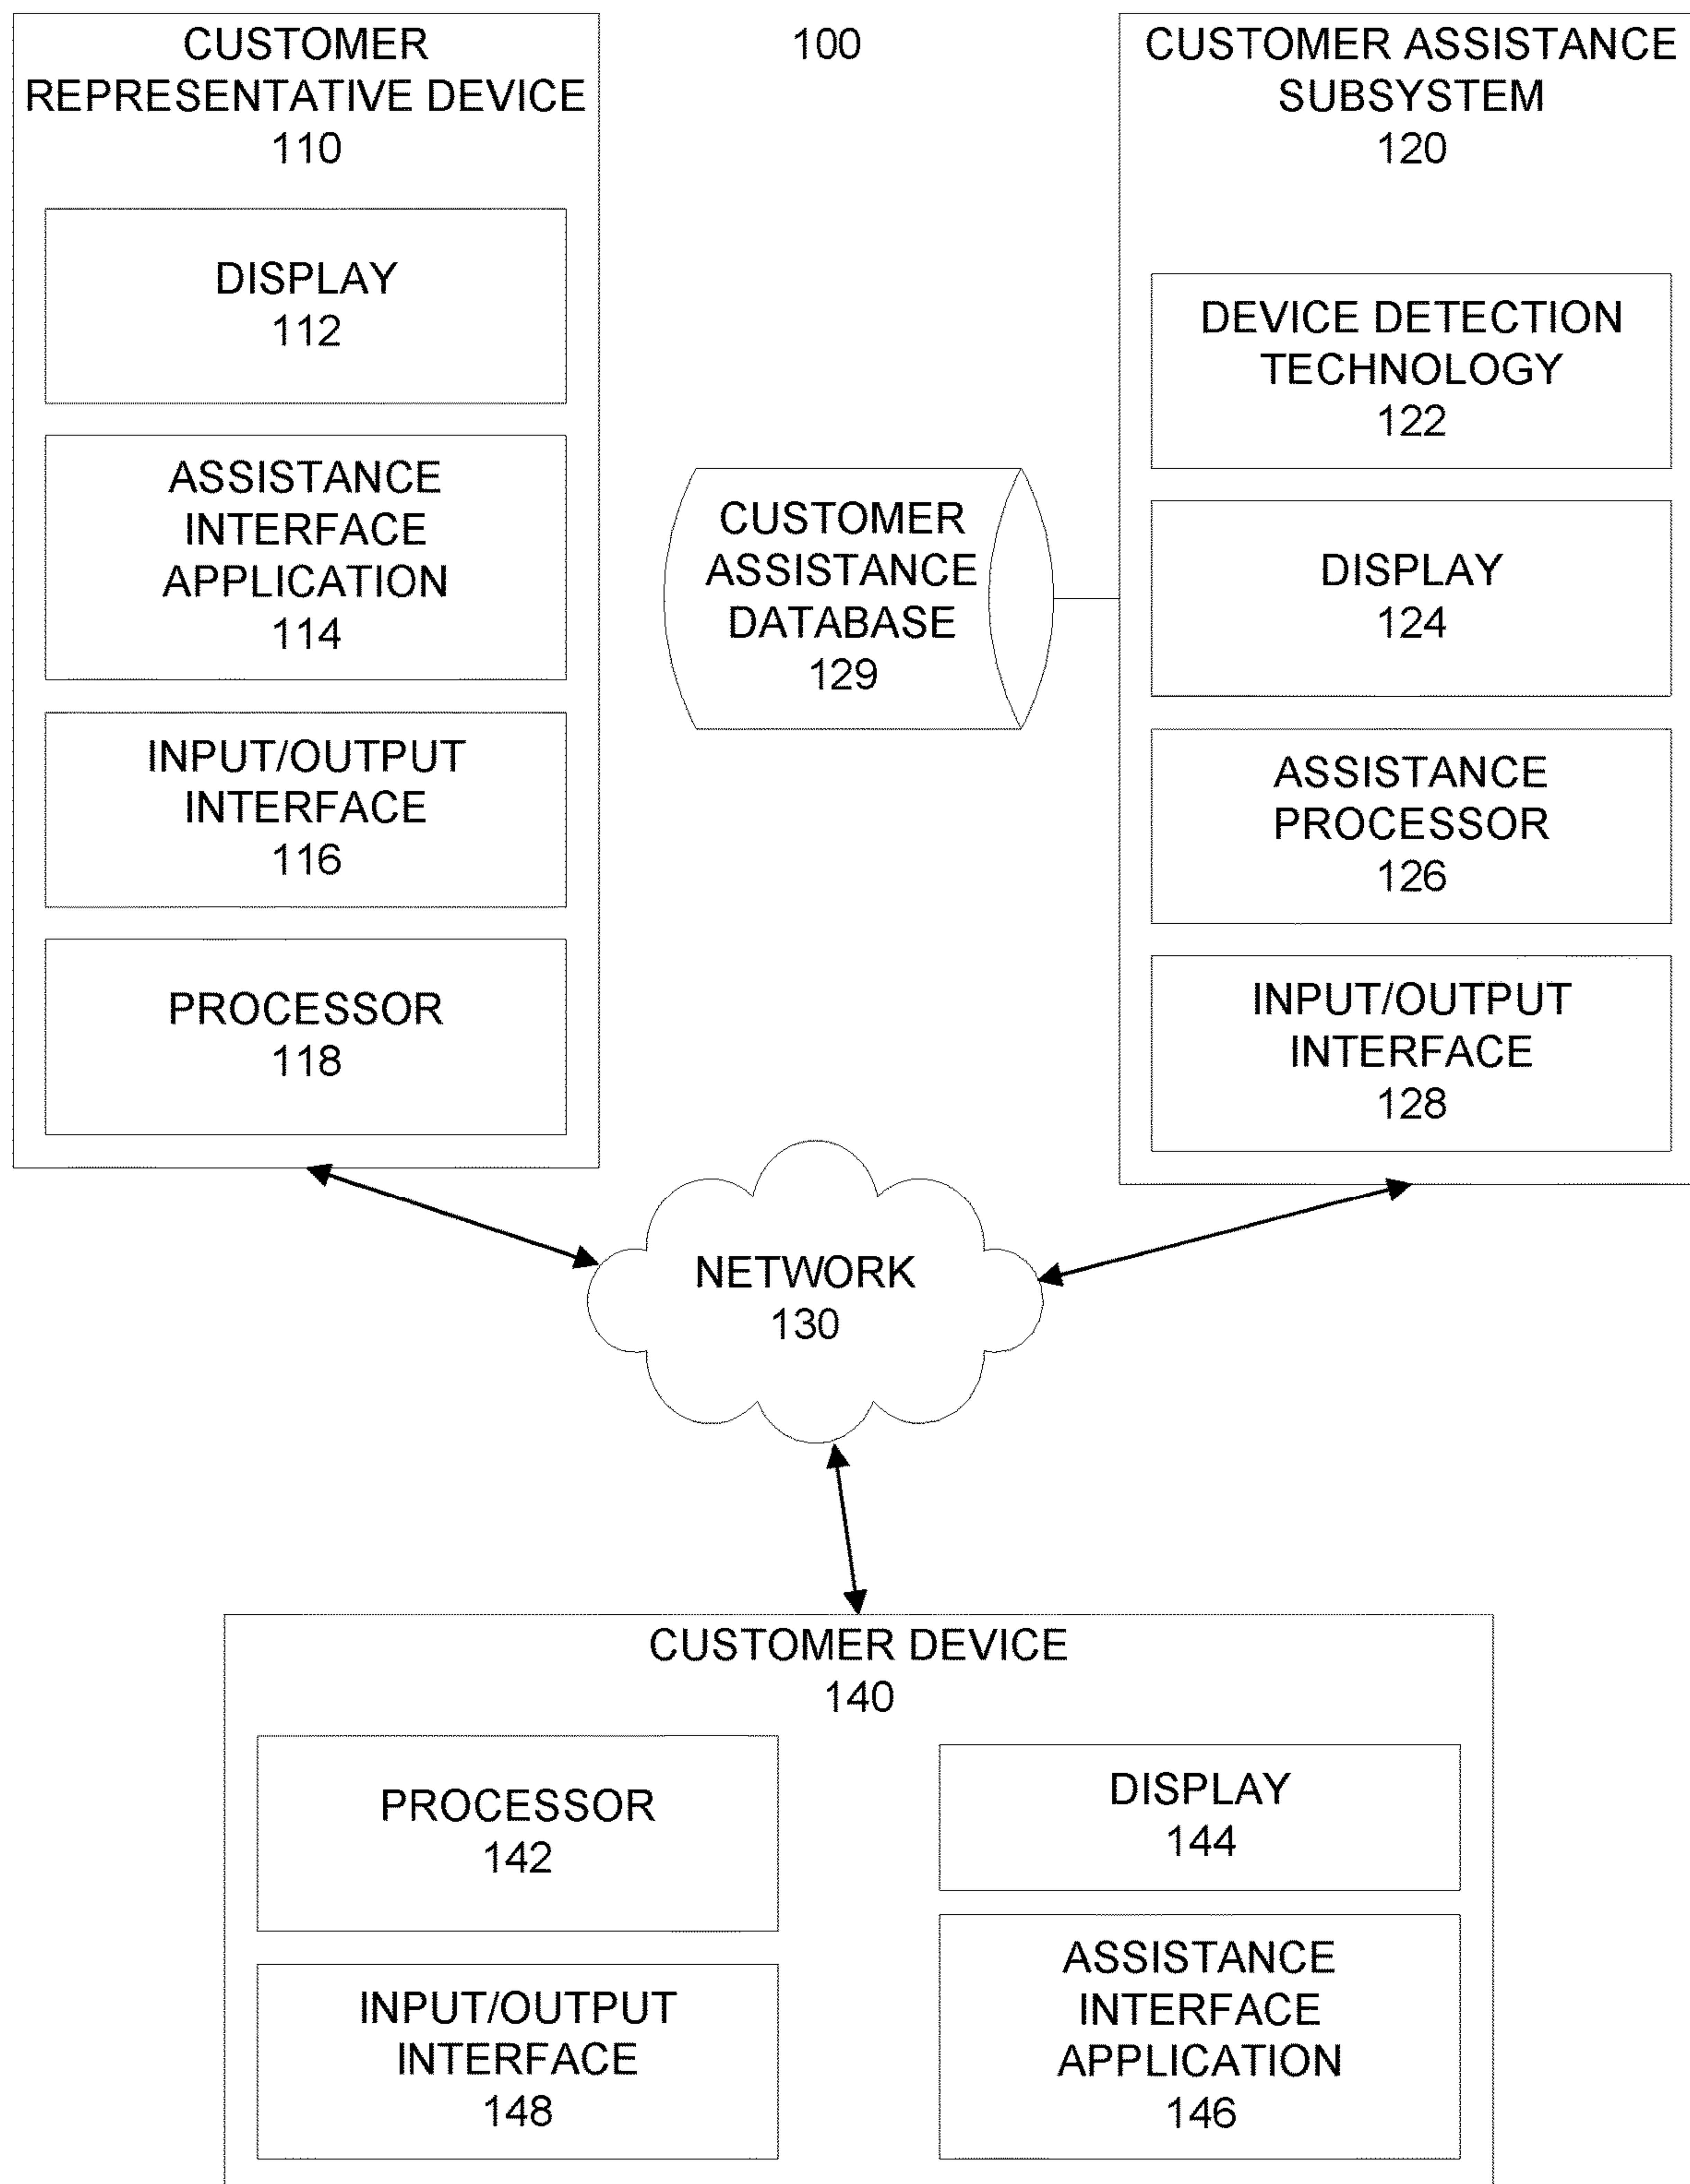 CUSTOMER
REPRESENTATIVE DEVICE
110
DISPLAY
112
ASSISTANCE
INTERFACE
APPLICATION
114
INPUT/OUTPUT
INTERFACE
116
PROCESSOR
118
100
CUSTOMER
ASSISTANCE
DATABASE
129
CUSTOMER ASSISTANCE
SUBSYSTEM
120
DEVICE DETECTION
TECHNOLOGY
122
DISPLAY
124
ASSISTANCE
PROCESSOR
126
INPUT/OUTPUT
INTERFACE
128
NETWORK
130
CUSTOMER DEVICE
140
PROCESSOR
142
INPUT/OUTPUT
INTERFACE
148
DISPLAY
144
ASSISTANCE
INTERFACE
APPLICATION
146